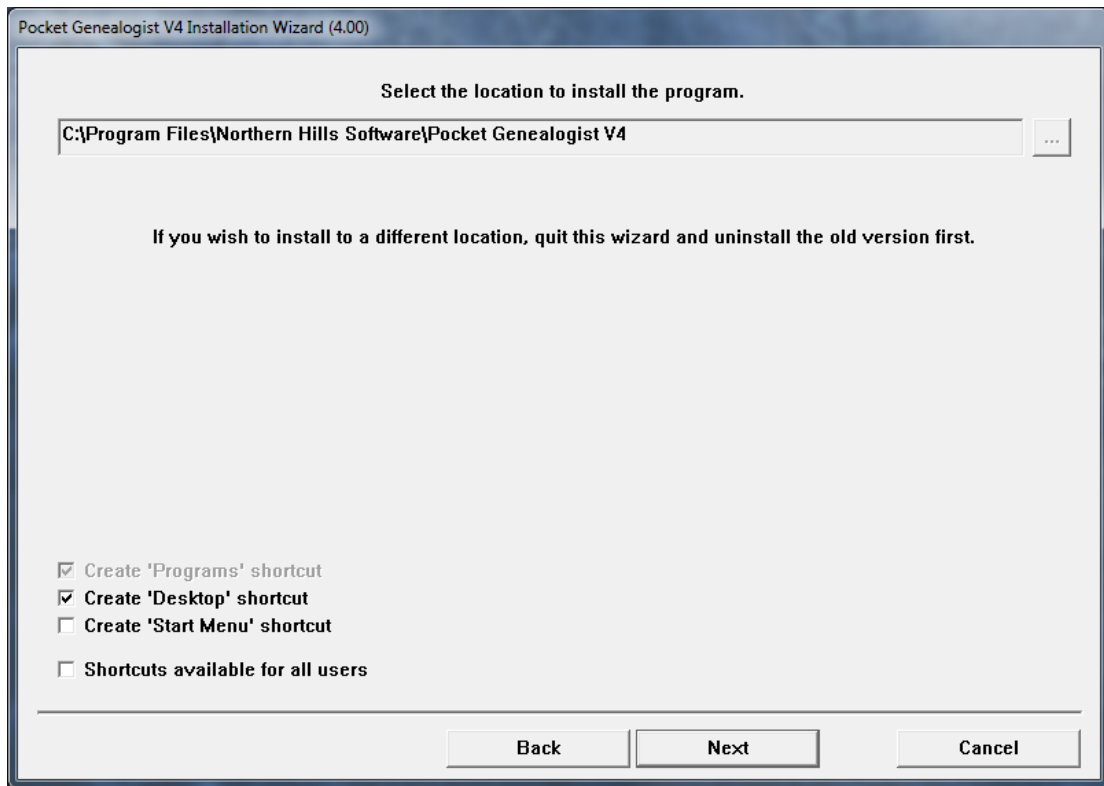 Pocket Genealogist V4 Installation Wizard (4.00)
Select the location to install the program.
C:\Program Files\Northern Hills Software\Pocket Genealogist V4
...
If you wish to install to a different location, quit this wizard and uninstall the old version first.
Create 'Programs' shortcut
Create 'Desktop' shortcut
Create 'Start Menu' shortcut
Shortcuts available for all users
Back Next Cancel